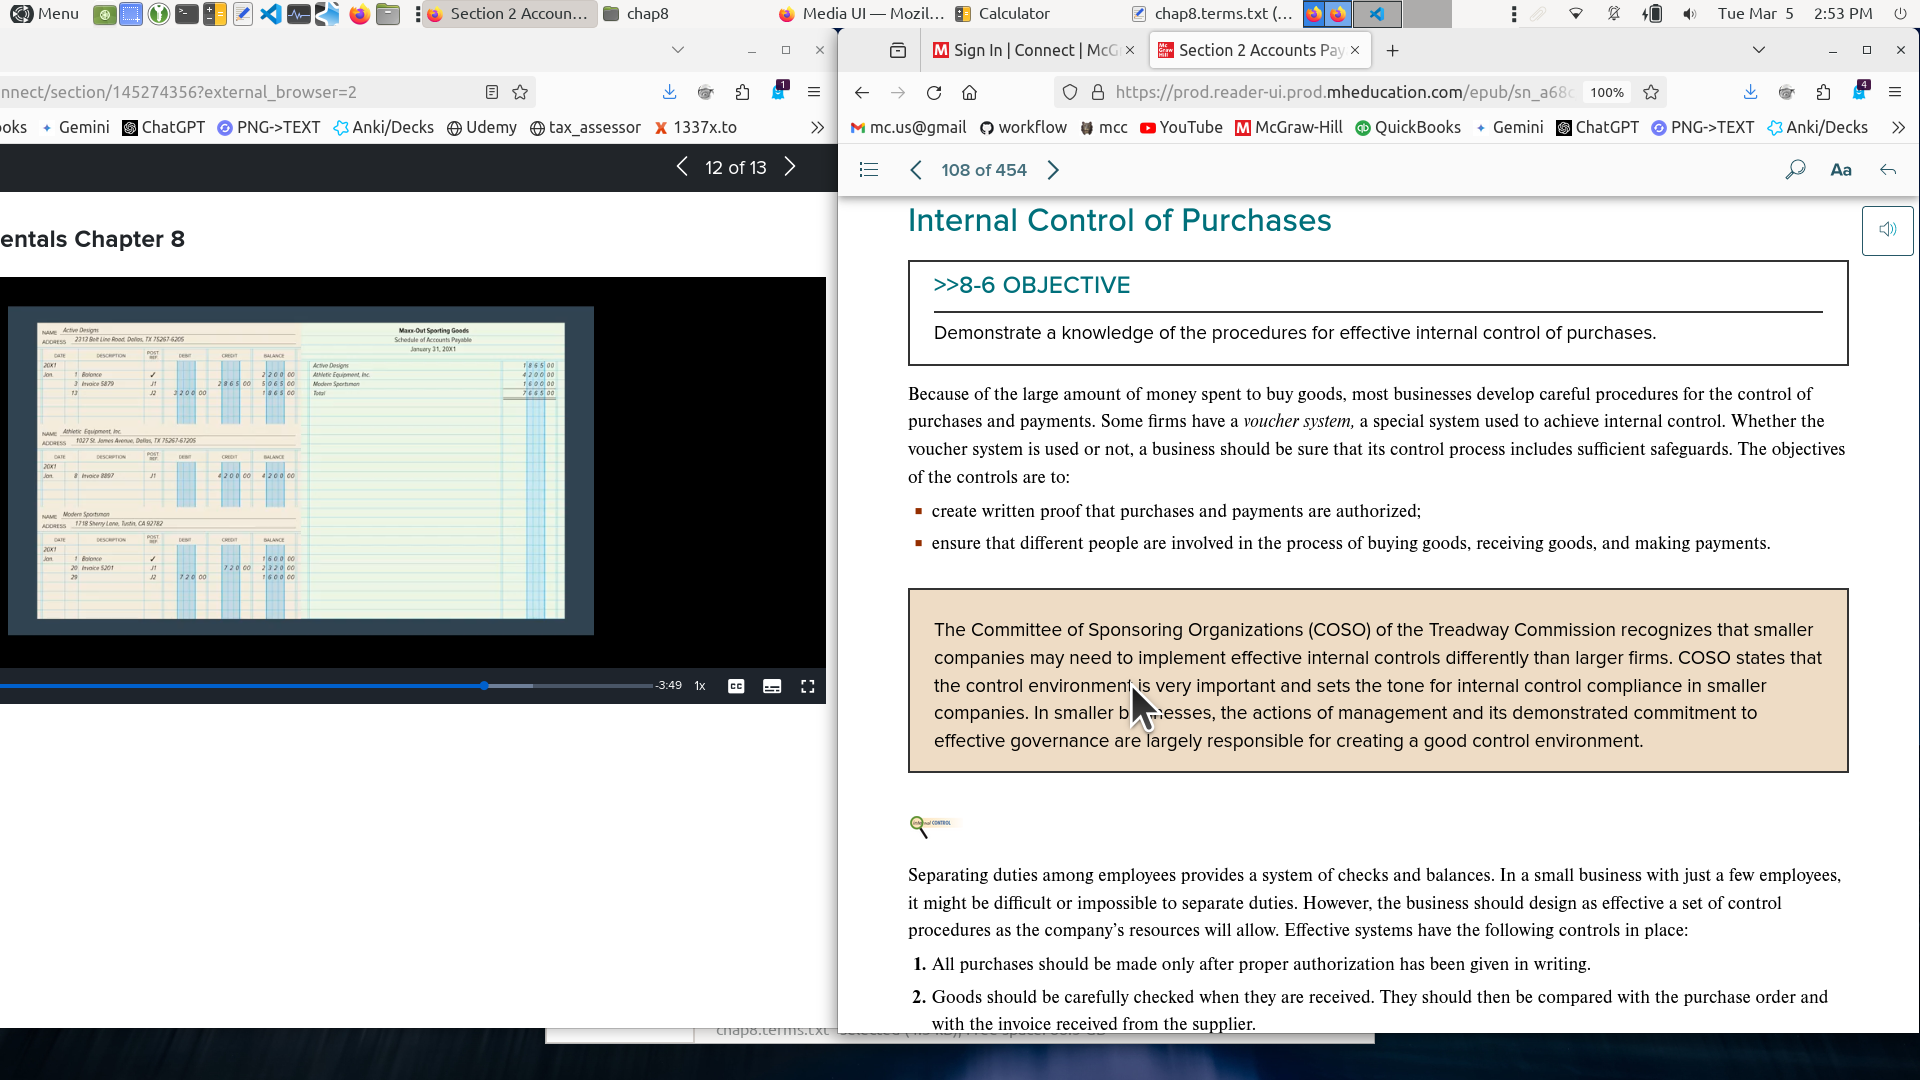 Menu
Section 2 Accoun...
chap8
Media UI — Mozil...
Calculator
chap8.terms.txt (...
Tue Mar 5
2:53 PM
nnect/section/145274356?external_browser=2
1
oks
Gemini
ChatGPT
PNG->TEXT
Anki/Decks
Udemy
tax_assessor
1337x.to
12 of 13
entals Chapter 8
NAME Active Designs
ADDRESS 2313 Belt Line Road, Dallas, TX 75267-6205
DATE DESCRIPTION POST REF. DEBIT CREDIT BALANCE
20X1
Jan. 1 Balance ✓ 2 2 0 0 00
3 Invoice 5879 J1 2 8 6 5 00 5 0 6 5 00
13 J2 3 2 0 0 00 1 8 6 5 00
NAME Athletic Equipment, Inc.
ADDRESS 1027 St. James Avenue, Dallas, TX 75267-67205
DATE DESCRIPTION POST REF. DEBIT CREDIT BALANCE
20X1
Jan. 8 Invoice 8897 J1 4 2 0 0 00 4 2 0 0 00
NAME Modern Sportsman
ADDRESS 1718 Sherry Lane, Tustin, CA 92782
DATE DESCRIPTION POST REF. DEBIT CREDIT BALANCE
20X1
Jan. 1 Balance ✓ 1 6 0 0 00
20 Invoice 5201 J1 7 2 0 00 2 3 2 0 00
29 J2 7 2 0 00 1 6 0 0 00
Maxx-Out Sporting Goods
Schedule of Accounts Payable
January 31, 20X1
Active Designs 1 8 6 5 00
Athletic Equipment, Inc. 4 2 0 0 00
Modern Sportsman 1 6 0 0 00
Total 7 6 6 5 00
-3:49
1x
CC
Sign In | Connect | McG
Section 2 Accounts Pay
https://prod.reader-ui.prod.mheducation.com/epub/sn_a68c
100%
4
mc.us@gmail
workflow
mcc
YouTube
McGraw-Hill
QuickBooks
Gemini
ChatGPT
PNG->TEXT
Anki/Decks
108 of 454
Aa
Internal Control of Purchases
>>8-6 OBJECTIVE
Demonstrate a knowledge of the procedures for effective internal control of purchases.
Because of the large amount of money spent to buy goods, most businesses develop careful procedures for the control of
purchases and payments. Some firms have a voucher system, a special system used to achieve internal control. Whether the
voucher system is used or not, a business should be sure that its control process includes sufficient safeguards. The objectives
of the controls are to:
create written proof that purchases and payments are authorized;
ensure that different people are involved in the process of buying goods, receiving goods, and making payments.
The Committee of Sponsoring Organizations (COSO) of the Treadway Commission recognizes that smaller
companies may need to implement effective internal controls differently than larger firms. COSO states that
the control environment is very important and sets the tone for internal control compliance in smaller
companies. In smaller businesses, the actions of management and its demonstrated commitment to
effective governance are largely responsible for creating a good control environment.
internal CONTROL
Separating duties among employees provides a system of checks and balances. In a small business with just a few employees,
it might be difficult or impossible to separate duties. However, the business should design as effective a set of control
procedures as the company’s resources will allow. Effective systems have the following controls in place:
1. All purchases should be made only after proper authorization has been given in writing.
2. Goods should be carefully checked when they are received. They should then be compared with the purchase order and
with the invoice received from the supplier.